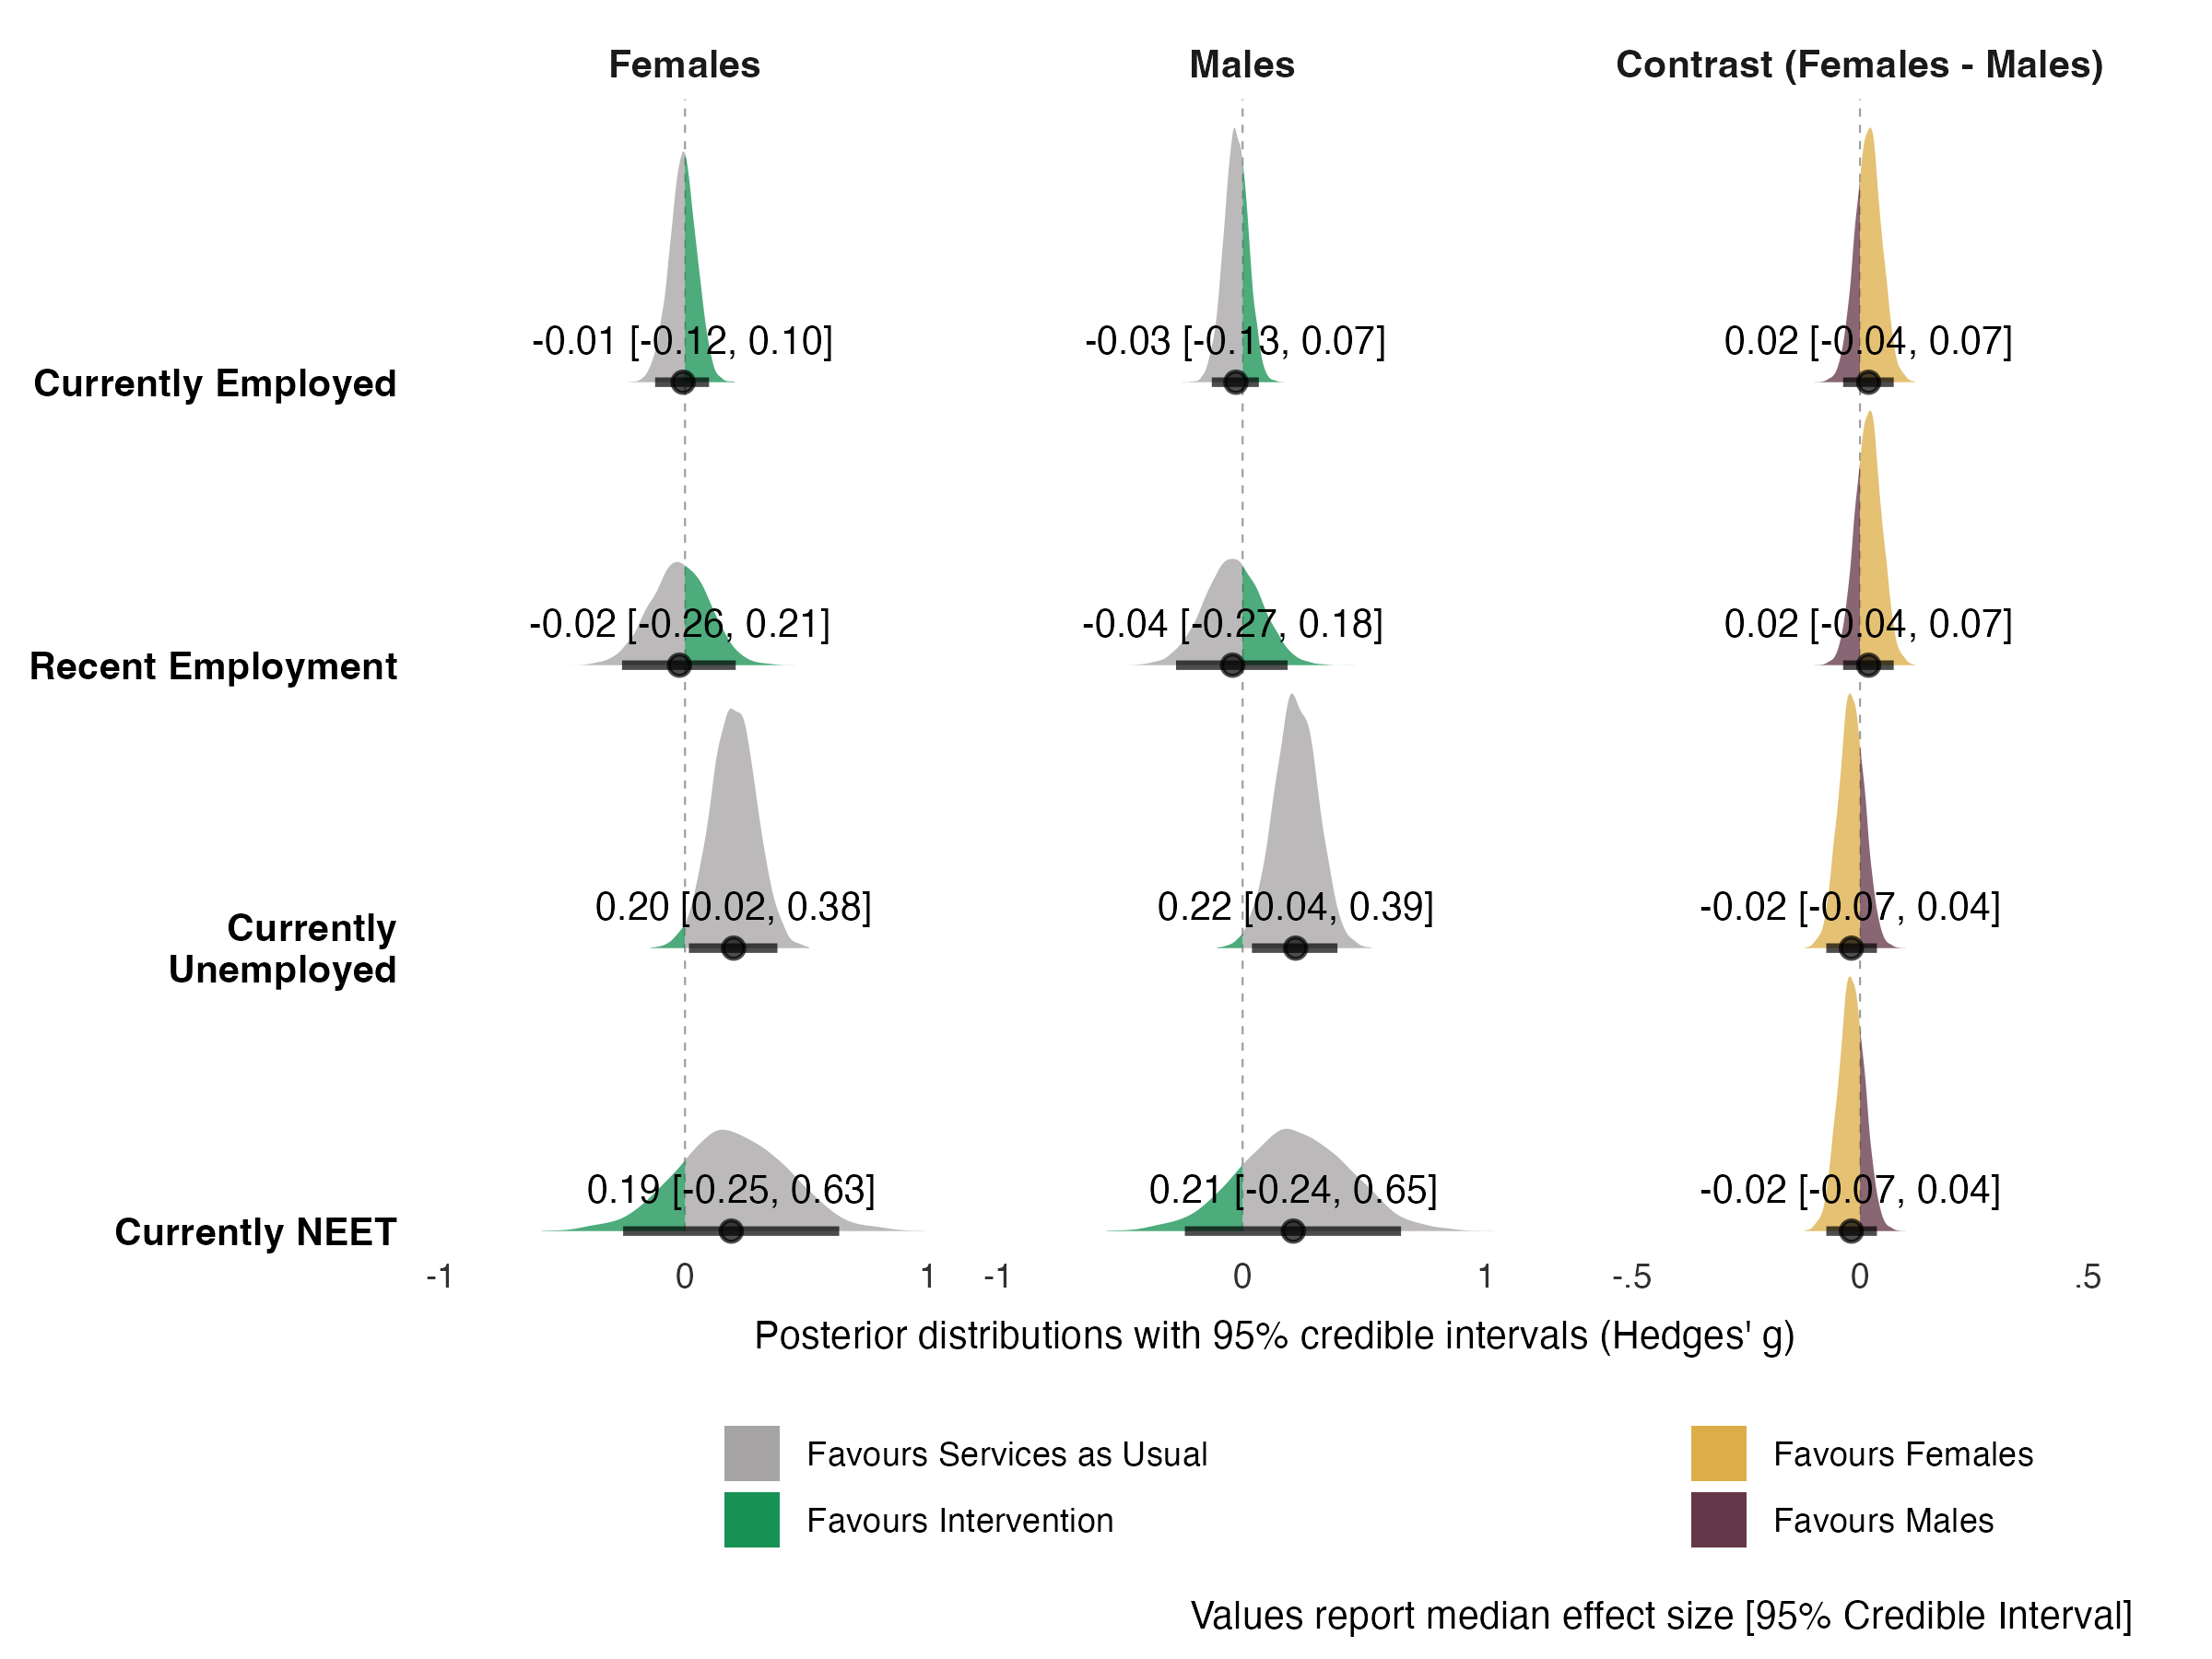 Females Males Contrast (Females - Males)
-0.01 [-0.12, 0.10] -0.03 [-0.13, 0.07] 0.02 [-0.04, 0.07]
Currently Employed
-0.02 [-0.26, 0.21] -0.04 [-0.27, 0.18] 0.02 [-0.04, 0.07]
Recent Employment
0.20 [0.02, 0.38] 0.22 [0.04, 0.39] -0.02 [-0.07, 0.04]
Currently
Unemployed
0.19 [-0.25, 0.63] 0.21 [-0.24, 0.65] -0.02 [-0.07, 0.04]
Currently NEET
-1 0 1 -1 0 1 -.5 0 .5
Posterior distributions with 95% credible intervals (Hedges' g)
Favours Services as Usual
Favours Intervention
Favours Females
Favours Males
Values report median effect size [95% Credible Interval]